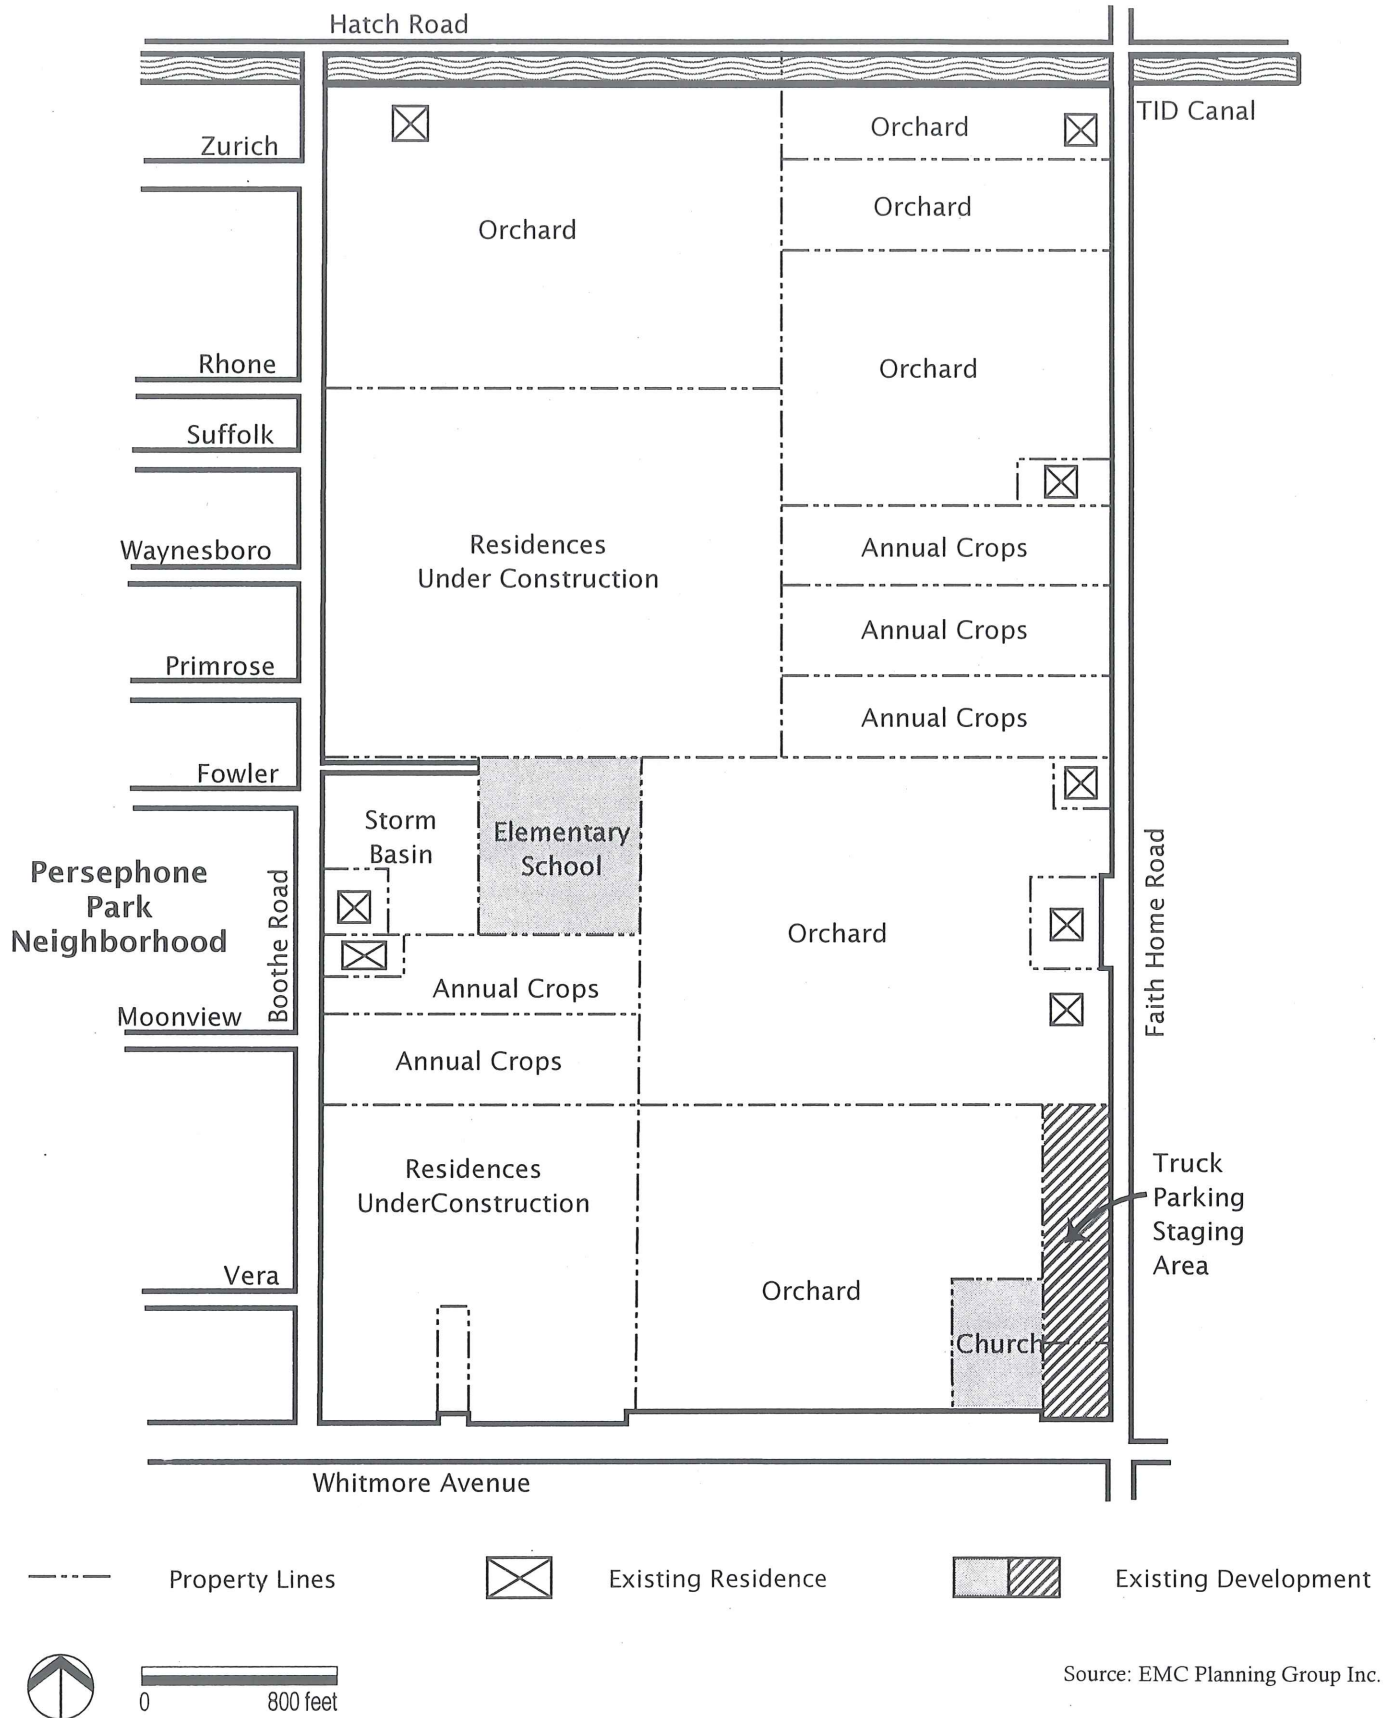 Hatch Road
TID Canal
Zurich
Orchard
Orchard
Orchard
Rhone
Orchard
Suffolk
Waynesboro
Residences
Under Construction
Annual Crops
Annual Crops
Primrose
Annual Crops
Fowler
Storm
Basin
Elementary
School
Persephone
Park
Neighborhood
Boothe Road
Orchard
Faith Home Road
Annual Crops
Moonview
Annual Crops
Residences
UnderConstruction
Truck
Parking
Staging
Area
Vera
Orchard
Church
Whitmore Avenue
Property Lines
Existing Residence
Existing Development
0
800 feet
Source: EMC Planning Group Inc.